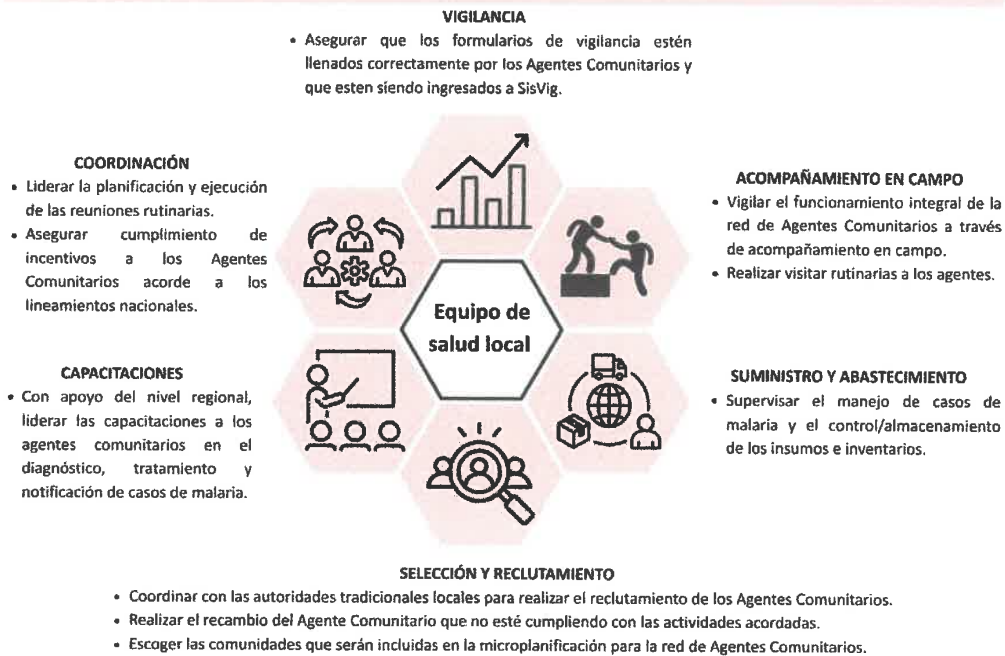 VIGILANCIA
• Asegurar que los formularios de vigilancia estén
llenados correctamente por los Agentes Comunitarios y
que esten siendo ingresados a SisVig.
COORDINACIÓN
• Liderar la planificación y ejecución
de las reuniones rutinarias.
• Asegurar cumplimiento de
incentivos a los Agentes
Comunitarios acorde a los
lineamientos nacionales.
ACOMPAÑAMIENTO EN CAMPO
• Vigilar el funcionamiento integral de la
red de Agentes Comunitarios a través
de acompañamiento en campo.
• Realizar visitar rutinarias a los agentes.
Equipo de
salud local
CAPACITACIONES
• Con apoyo del nivel regional,
liderar las capacitaciones a los
agentes comunitarios en el
diagnóstico, tratamiento y
notificación de casos de malaria.
SUMINISTRO Y ABASTECIMIENTO
• Supervisar el manejo de casos de
malaria y el control/almacenamiento
de los insumos e inventarios.
SELECCIÓN Y RECLUTAMIENTO
• Coordinar con las autoridades tradicionales locales para realizar el reclutamiento de los Agentes Comunitarios.
• Realizar el recambio del Agente Comunitario que no esté cumpliendo con las actividades acordadas.
• Escoger las comunidades que serán incluidas en la microplanificación para la red de Agentes Comunitarios.